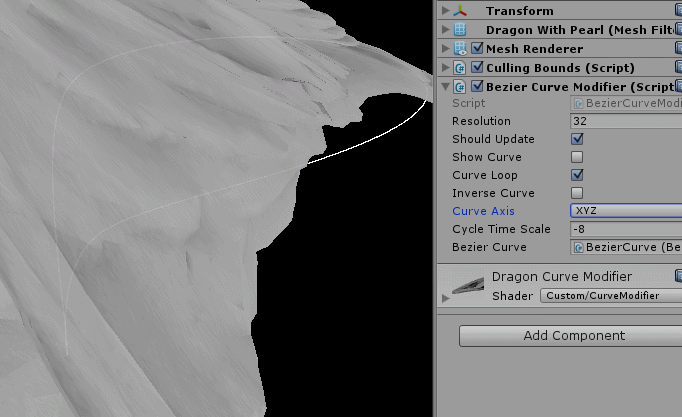 Transform
Dragon With Pearl (Mesh Filt
Mesh Renderer
Culling Bounds (Script)
Bezier Curve Modifier (Script
Script BezierCurveModi
Resolution 32
Should Update
Show Curve
Curve Loop
Inverse Curve
Curve Axis XYZ
Cycle Time Scale -8
Bezier Curve BezierCurve (Be
Dragon Curve Modifier
Shader Custom/CurveModifier
Add Component